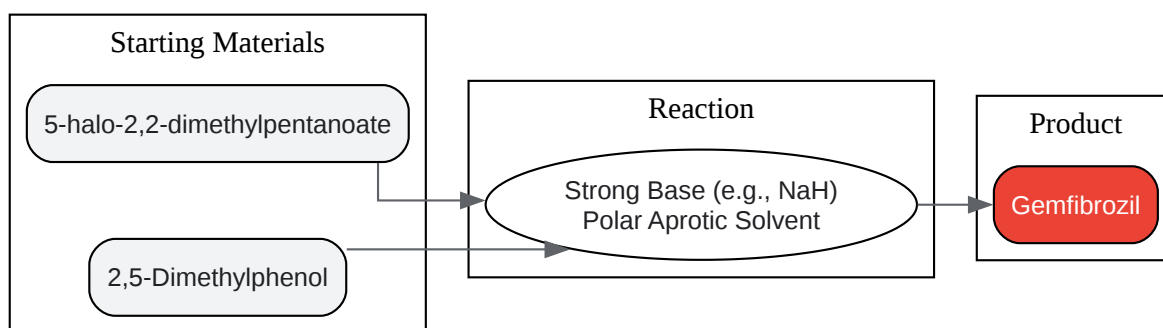 Starting Materials
5-halo-2,2-dimethylpentanoate
2,5-Dimethylphenol
Reaction
Strong Base (e.g., NaH)
Polar Aprotic Solvent
Product
Gemfibrozil